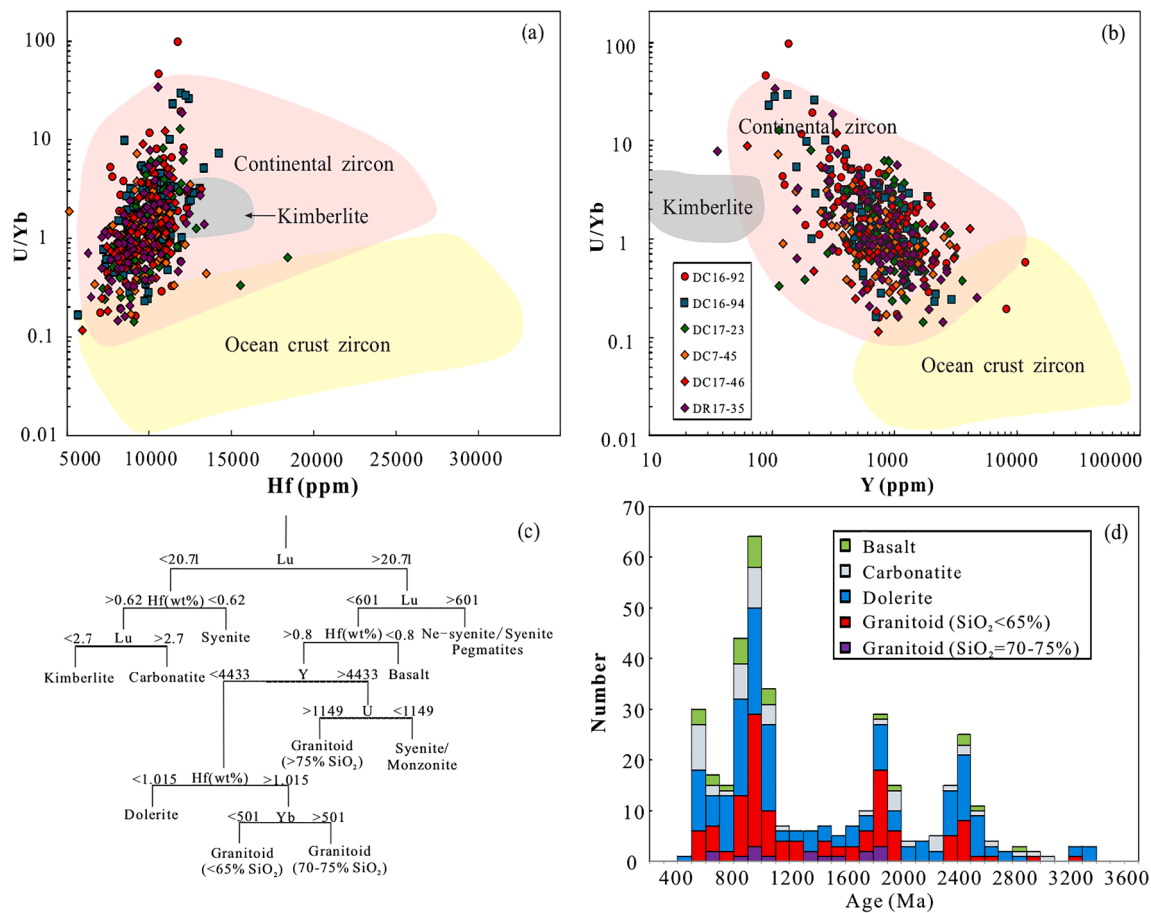 (a)
100
10
1
0.1
0.01
U/Yb
Continental zircon
Kimberlite
Ocean crust zircon
5000 10000 15000 20000 25000 30000
Hf (ppm)
(b)
100
10
1
0.1
0.01
U/Yb
Continental zircon
Kimberlite
DC16-92
DC16-94
DC17-23
DC7-45
DC17-46
DR17-35
Ocean crust zircon
10 100 1000 10000 100000
Y (ppm)
(c)
<20.7l Lu >20.7l
>0.62 Hf(wt%) <0.62
<601 Lu >601
<2.7 Lu >2.7
Syenite
>0.8 Hf(wt%) <0.8
Ne-syenite/Syenite
Pegmatites
Kimberlite
Carbonatite
<4433 Y >4433
Basalt
>1149 U <1149
Granitoid
(>75% SiO₂)
Syenite/
Monzonite
<1.015 Hf(wt%) >1.015
Dolerite
<501 Yb >501
Granitoid
(<65% SiO₂)
Granitoid
(70-75% SiO₂)
(d)
70
60
50
40
30
20
10
0
Number
Basalt
Carbonatite
Dolerite
Granitoid (SiO₂<65%)
Granitoid (SiO₂=70-75%)
400 800 1200 1600 2000 2400 2800 3200 3600
Age (Ma)